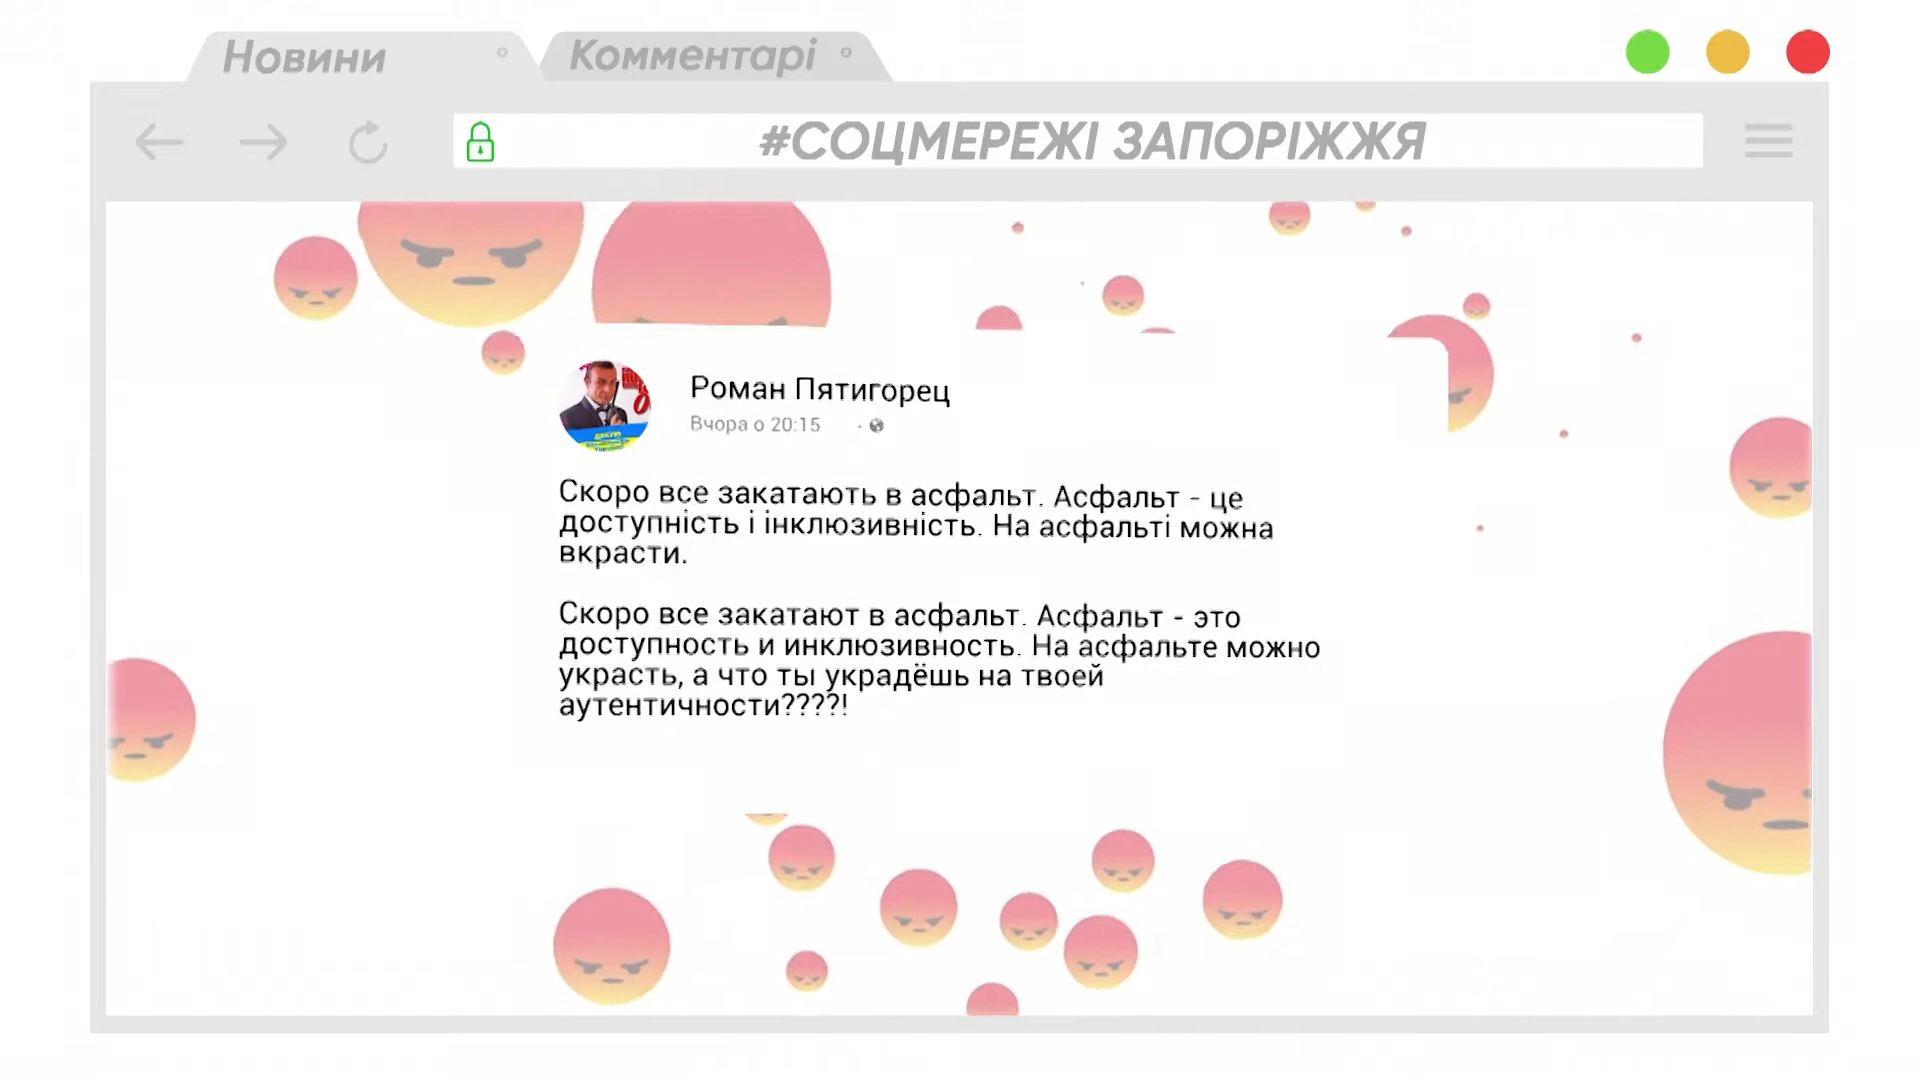 Новини
Комментарі
#СОЦМЕРЕЖІ ЗАПОРІЖЖЯ
Роман Пятигорец
Вчора о 20:15
Скоро все закатають в асфальт. Асфальт - це
доступність і інклюзивність. На асфальті можна
вкрасти.
Скоро все закатают в асфальт. Асфальт - это
доступность и инклюзивность. На асфальте можно
украсть, а что ты украдёшь на твоей
аутентичности????!